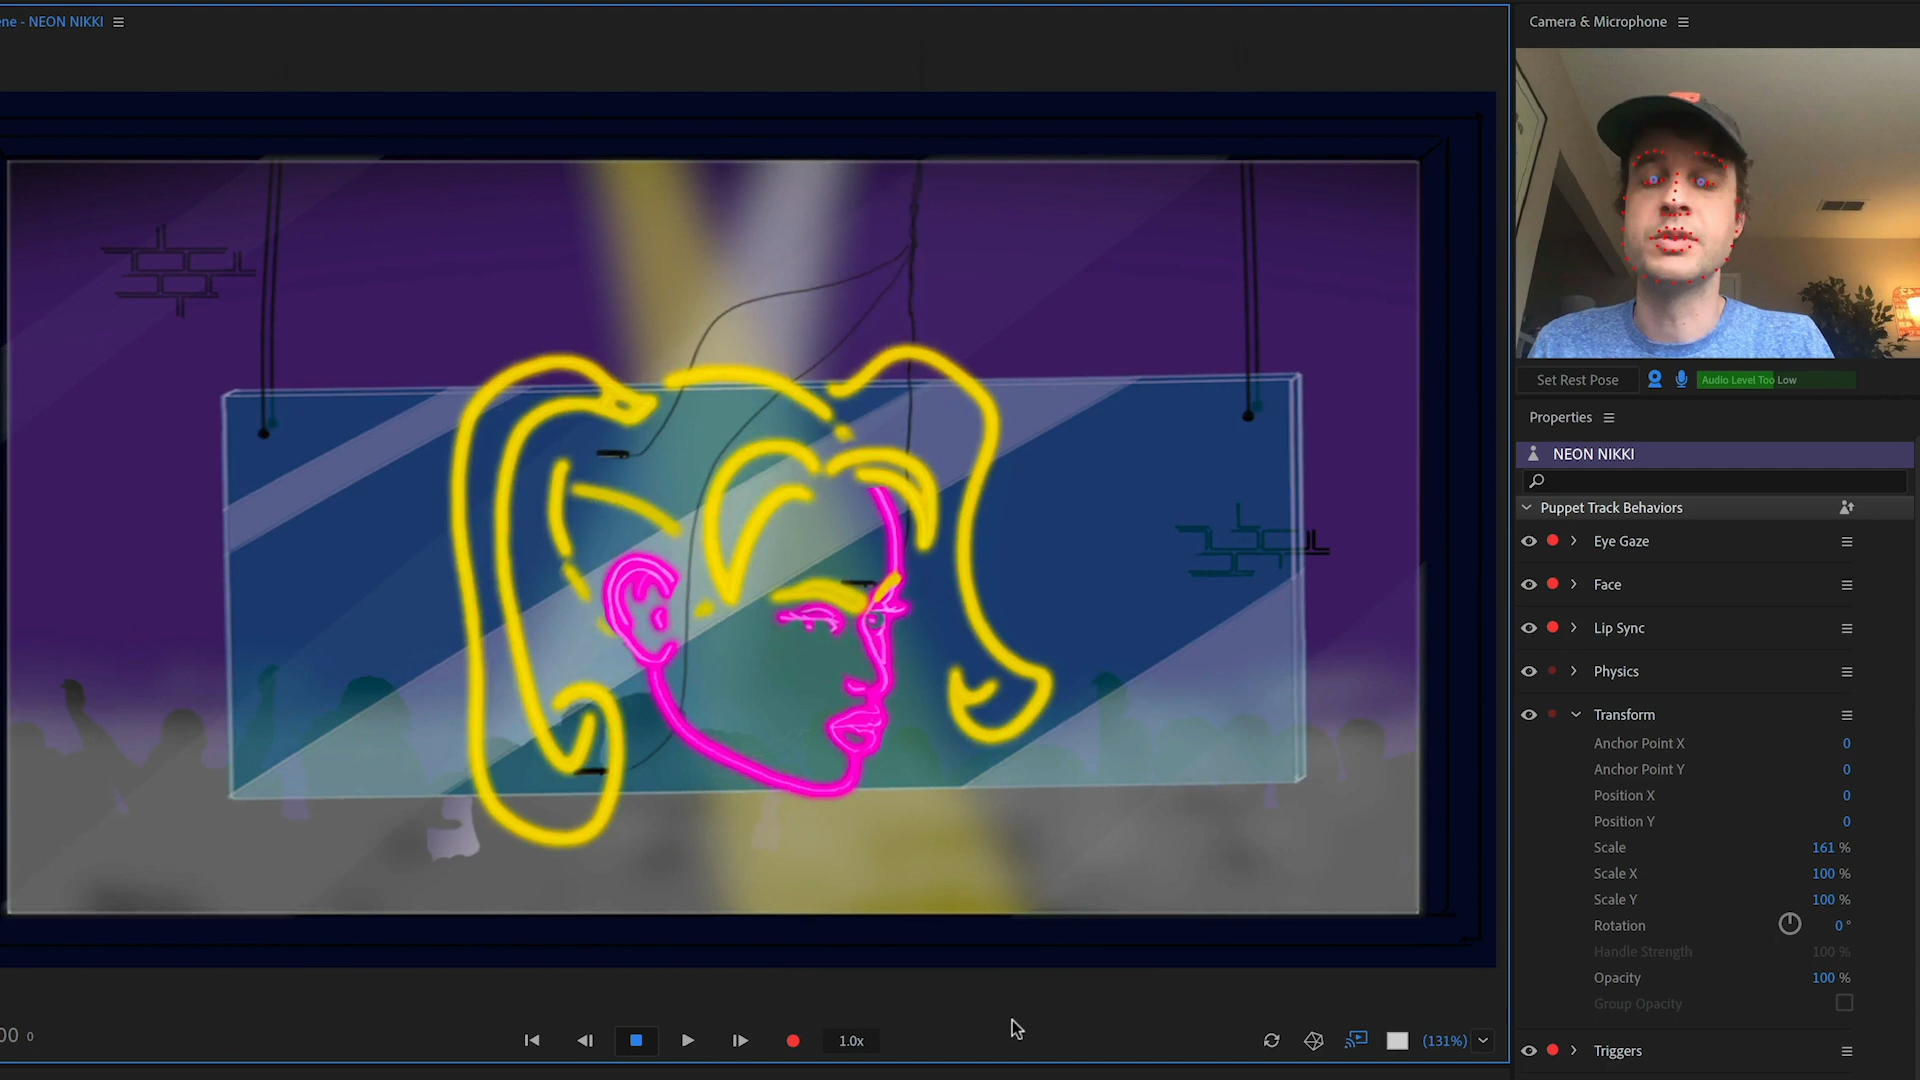 ene - NEON NIKKI
Camera & Microphone
Set Rest Pose
Audio Level Too Low
Properties
NEON NIKKI
Puppet Track Behaviors
Eye Gaze
Face
Lip Sync
Physics
Transform
Anchor Point X 0
Anchor Point Y 0
Position X 0
Position Y 0
Scale 161 %
Scale X 100 %
Scale Y 100 %
Rotation 0 °
Handle Strength 100 %
Opacity 100 %
Group Opacity
Triggers
00 0
1.0x
(131%)